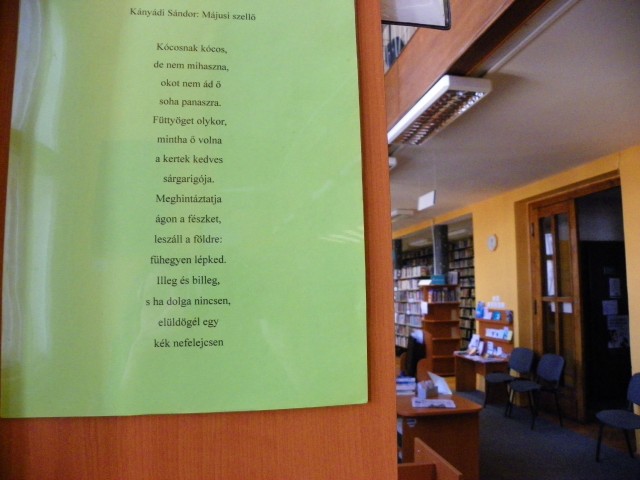 Kányádi Sándor: Májusi szellő
Kócosnak kócos,
de nem mihaszna,
okot nem ád ő
soha panaszra.
Füttyöget olykor,
mintha ő volna
a kertek kedves
sárgarigója.
Meghintáztatja
ágon a fészket,
leszáll a földre:
fűhegyen lépked.
Illeg és billeg,
s ha dolga nincsen,
elüldögél egy
kék nefelejcsen